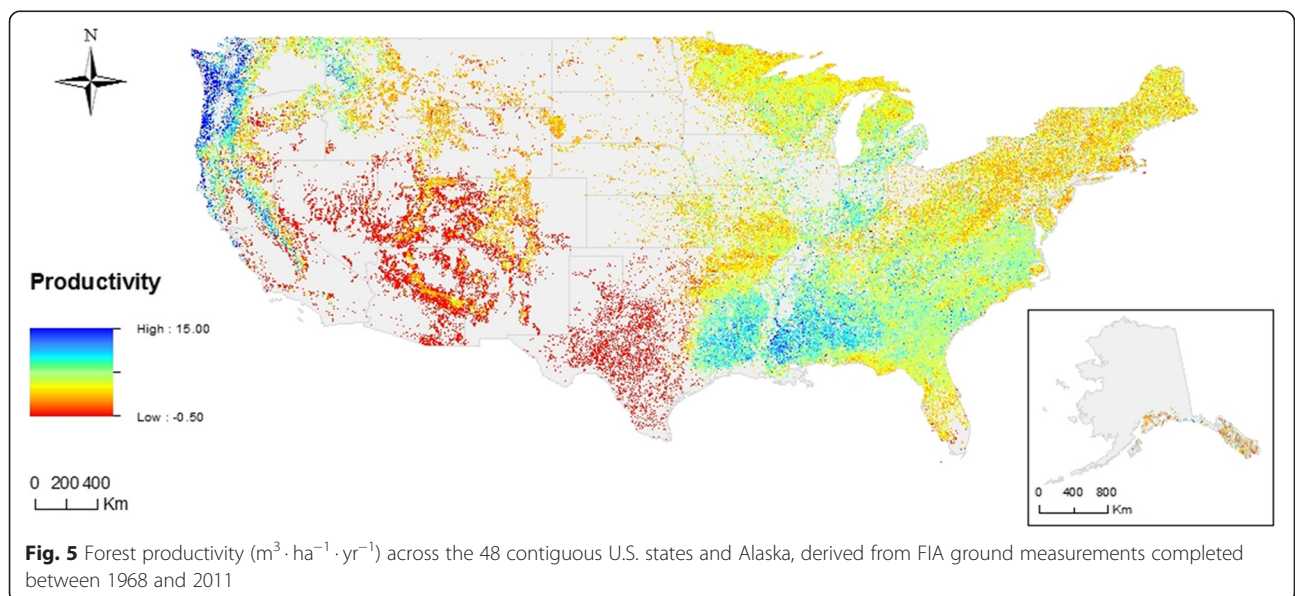 N
Productivity
High : 15.00
Low : -0.50
0 200 400
Km
0 400 800
Km
Fig. 5 Forest productivity (m³ · ha⁻¹ · yr⁻¹) across the 48 contiguous U.S. states and Alaska, derived from FIA ground measurements completed
between 1968 and 2011